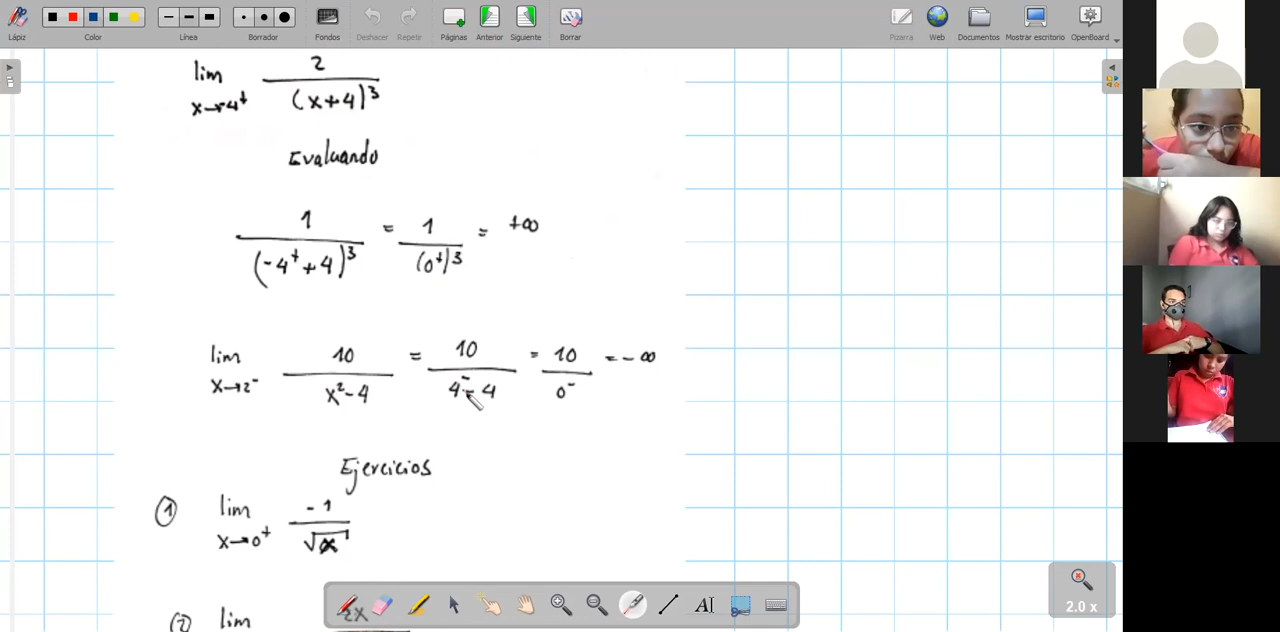 Lápiz Color Línea Borrador Fondos Deshacer Repetir Páginas Anterior Siguiente Borrar Pizarra Web Documentos Mostrar escritorio OpenBoard
lim x→-4⁺ 2/(x+4)³
Evaluando
1/(-4⁺+4)³ = 1/(0⁺)³ = +∞
lim x→2⁻ 10/(x²-4) = 10/(4⁻-4) = 10/0⁻ = -∞
Ejercicios
① lim x→0⁺ -1/√x
② lim
2.0 x